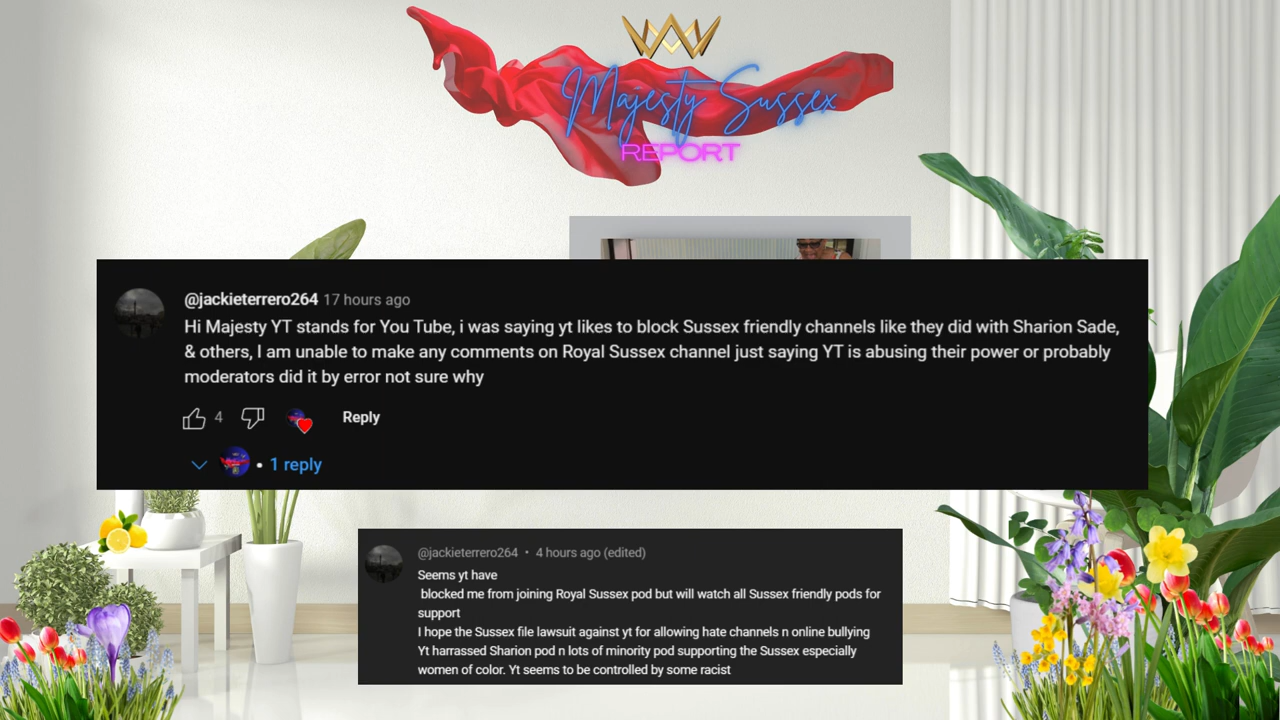 Majesty Sussex
REPORT
@jackieterrero264 17 hours ago
Hi Majesty YT stands for You Tube, i was saying yt likes to block Sussex friendly channels like they did with Sharion Sade,
& others, I am unable to make any comments on Royal Sussex channel just saying YT is abusing their power or probably
moderators did it by error not sure why
4
Reply
• 1 reply
@jackieterrero264 • 4 hours ago (edited)
Seems yt have
blocked me from joining Royal Sussex pod but will watch all Sussex friendly pods for
support
I hope the Sussex file lawsuit against yt for allowing hate channels n online bullying
Yt harrassed Sharion pod n lots of minority pod supporting the Sussex especially
women of color. Yt seems to be controlled by some racist